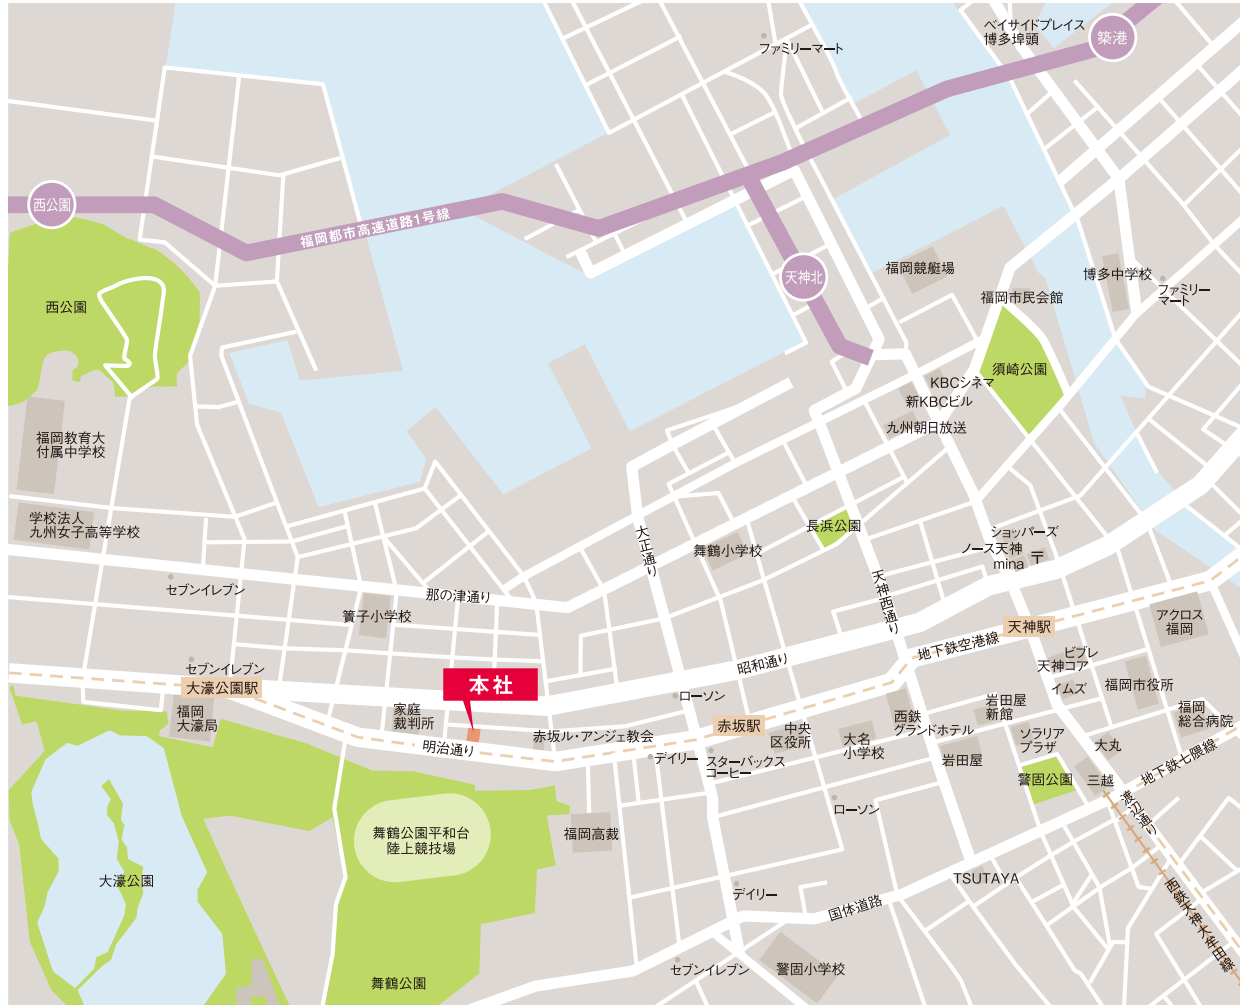 ベイサイドプレイス
博多埠頭
築港
ファミリーマート
西公園
福岡都市高速道路1号線
天神北
福岡競艇場
博多中学校
ファミリー
マート
福岡市民会館
西公園
須崎公園
KBCシネマ
新KBCビル
九州朝日放送
福岡教育大
付属中学校
学校法人
九州女子高等学校
長浜公園
大正通り
舞鶴小学校
ショッパーズ
ノース天神
mina
〒
天神西通り
セブンイレブン
那の津通り
簀子小学校
天神駅
アクロス
福岡
地下鉄空港線
昭和通り
ビブレ
天神コア
イムズ
福岡市役所
セブンイレブン
大濠公園駅
本社
ローソン
福岡
大濠局
家庭
裁判所
赤坂駅
中央
区役所
大名
小学校
西鉄
グランドホテル
岩田屋
新館
岩田屋
ソラリア
プラザ
大丸
福岡
総合病院
明治通り
赤坂ル・アンジェ教会
デイリー
スターバックス
コーヒー
警固公園
三越
地下鉄七隈線
渡辺通り
ローソン
舞鶴公園平和台
陸上競技場
福岡高裁
大濠公園
TSUTAYA
デイリー
国体道路
西鉄天神大牟田線
セブンイレブン
警固小学校
舞鶴公園